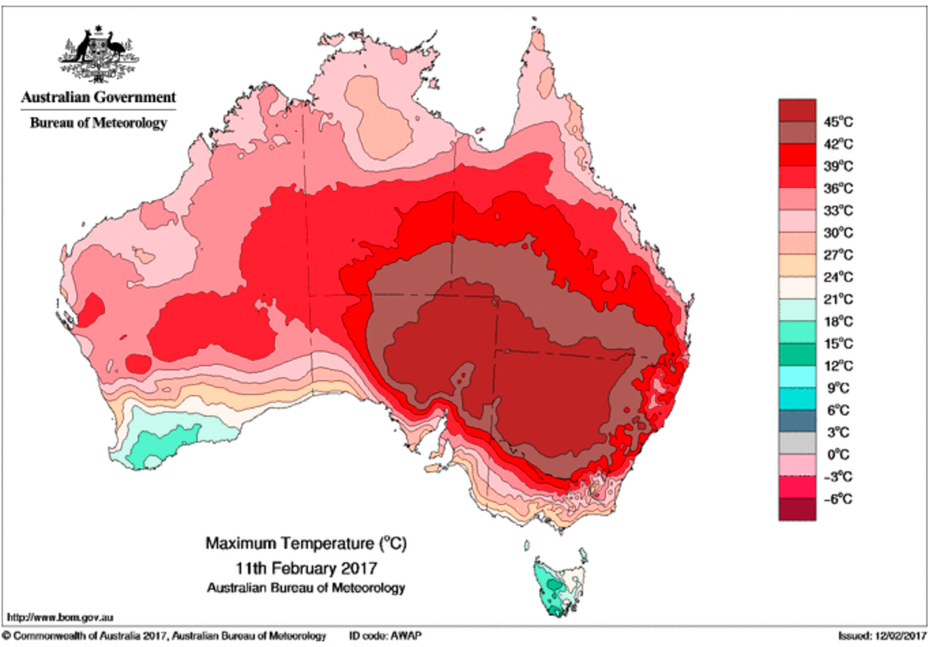 Australian Government
Bureau of Meteorology
45°C
42°C
39°C
36°C
33°C
30°C
27°C
24°C
21°C
18°C
15°C
12°C
9°C
6°C
3°C
0°C
-3°C
-6°C
Maximum Temperature (°C)
11th February 2017
Australian Bureau of Meteorology
http://www.bom.gov.au
© Commonwealth of Australia 2017, Australian Bureau of Meteorology ID code: AWAP Issued: 12/02/2017